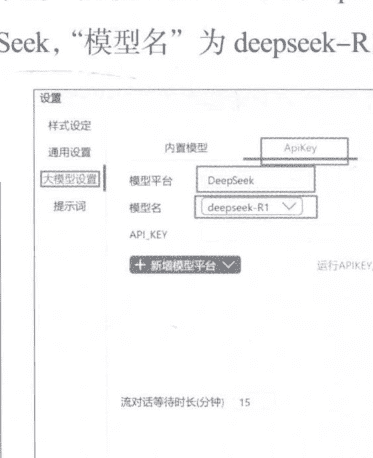 Seek，“模型名”为 deepseek-R
设置
样式设定
通用设置
内置模型 ApiKey
大模型设置 模型平台 DeepSeek
提示词 模型名 deepseek-R1
API_KEY
+ 新增模型平台 运行APIKEY
流对话等待时长(分钟) 15